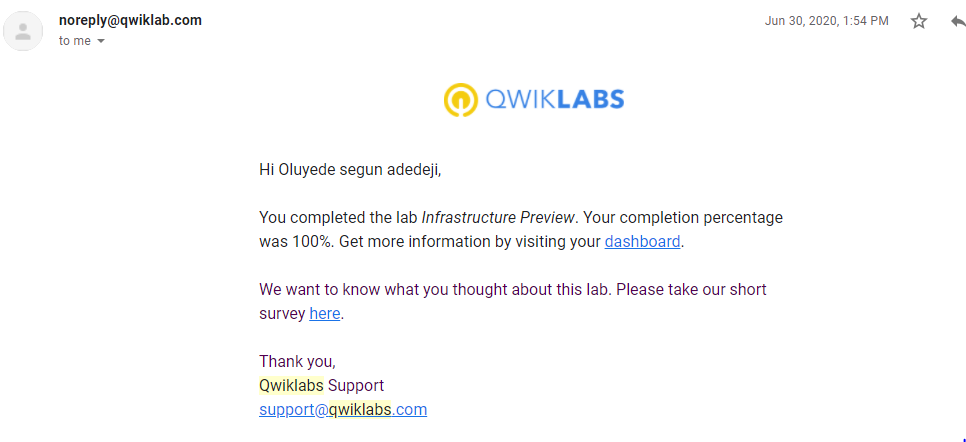 noreply@qwiklab.com
Jun 30, 2020, 1:54 PM
to me
QWIKLABS
Hi Oluyede segun adedeji,
You completed the lab Infrastructure Preview. Your completion percentage
was 100%. Get more information by visiting your dashboard.
We want to know what you thought about this lab. Please take our short
survey here.
Thank you,
Qwiklabs Support
support@qwiklabs.com